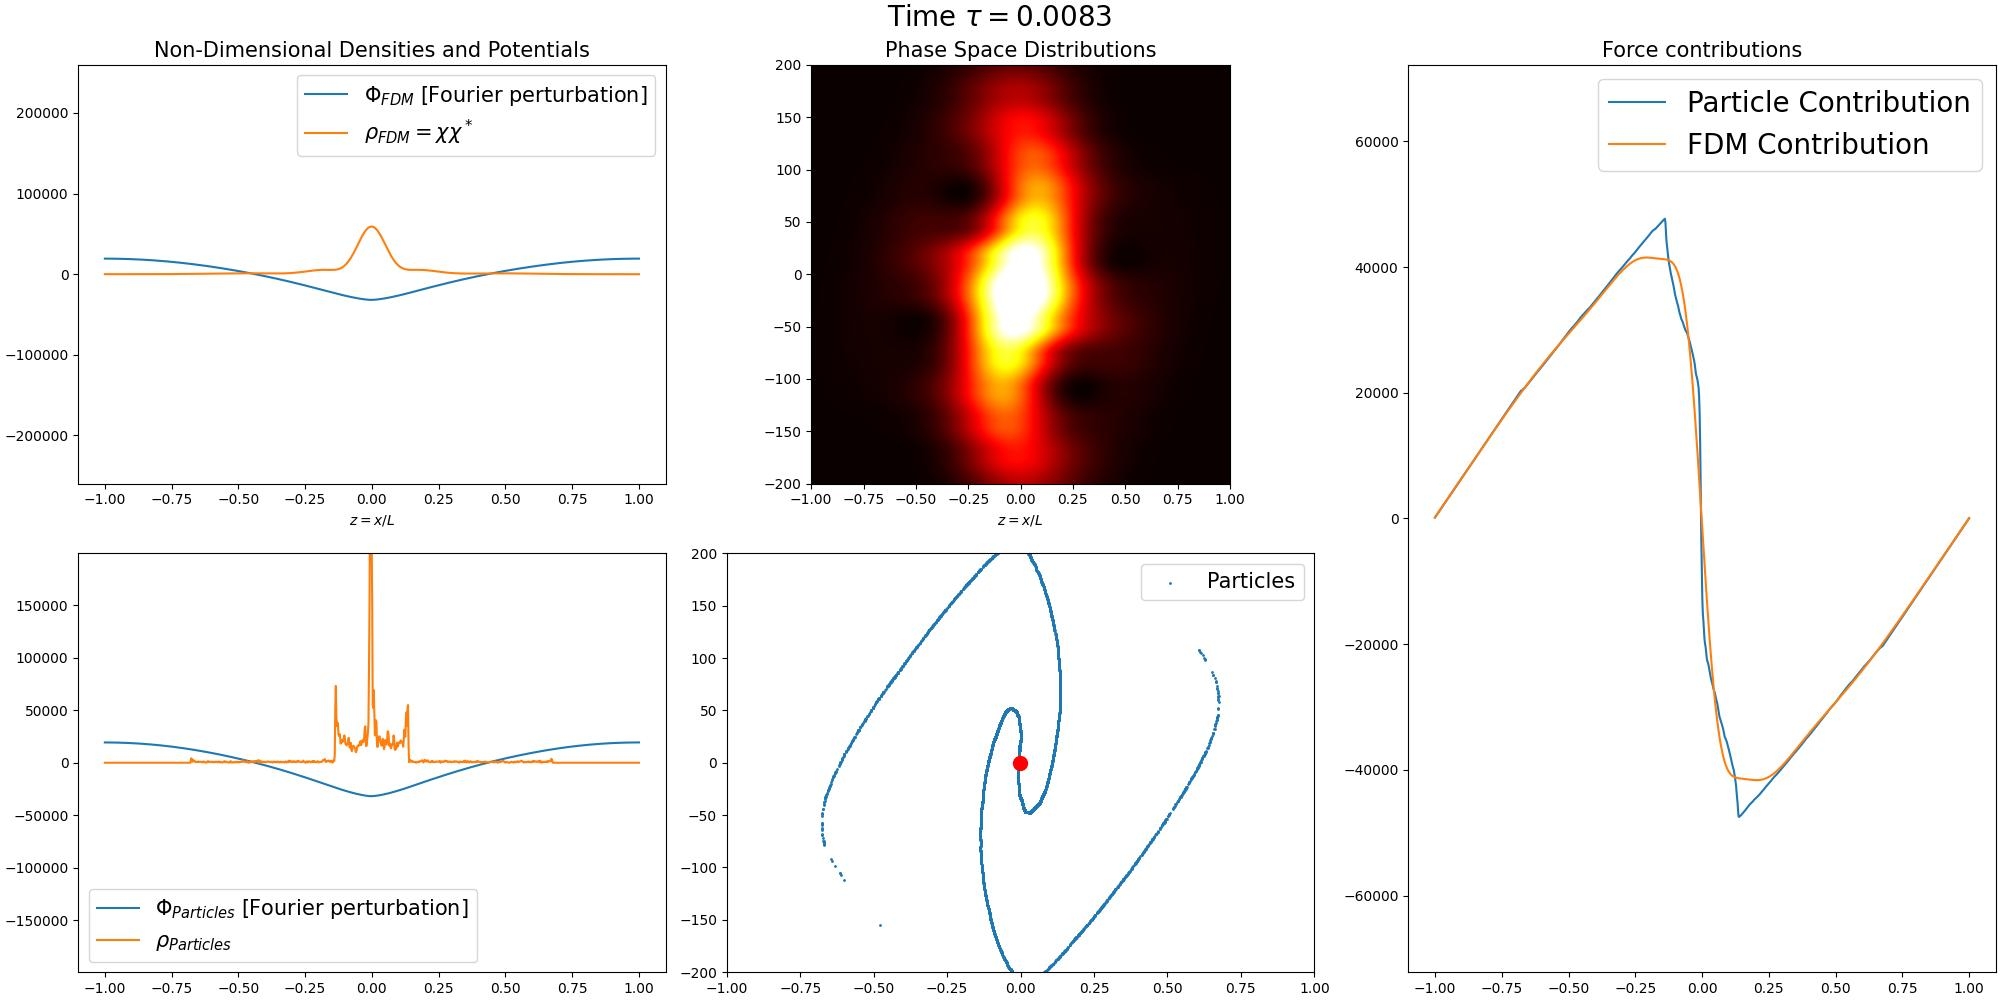 Time τ = 0.0083
Non-Dimensional Densities and Potentials
Φ_FDM [Fourier perturbation]
ρ_FDM = χχ*
200000
100000
0
−100000
−200000
−1.00 −0.75 −0.50 −0.25 0.00 0.25 0.50 0.75 1.00
z = x/L
Phase Space Distributions
200
150
100
50
0
−50
−100
−150
−200
−1.00 −0.75 −0.50 −0.25 0.00 0.25 0.50 0.75 1.00
z = x/L
Force contributions
Particle Contribution
FDM Contribution
60000
40000
20000
0
−20000
−40000
−60000
−1.00 −0.75 −0.50 −0.25 0.00 0.25 0.50 0.75 1.00
150000
100000
50000
0
−50000
−100000
−150000
Φ_Particles [Fourier perturbation]
ρ_Particles
−1.00 −0.75 −0.50 −0.25 0.00 0.25 0.50 0.75 1.00
Particles
200
150
100
50
0
−50
−100
−150
−200
−1.00 −0.75 −0.50 −0.25 0.00 0.25 0.50 0.75 1.00